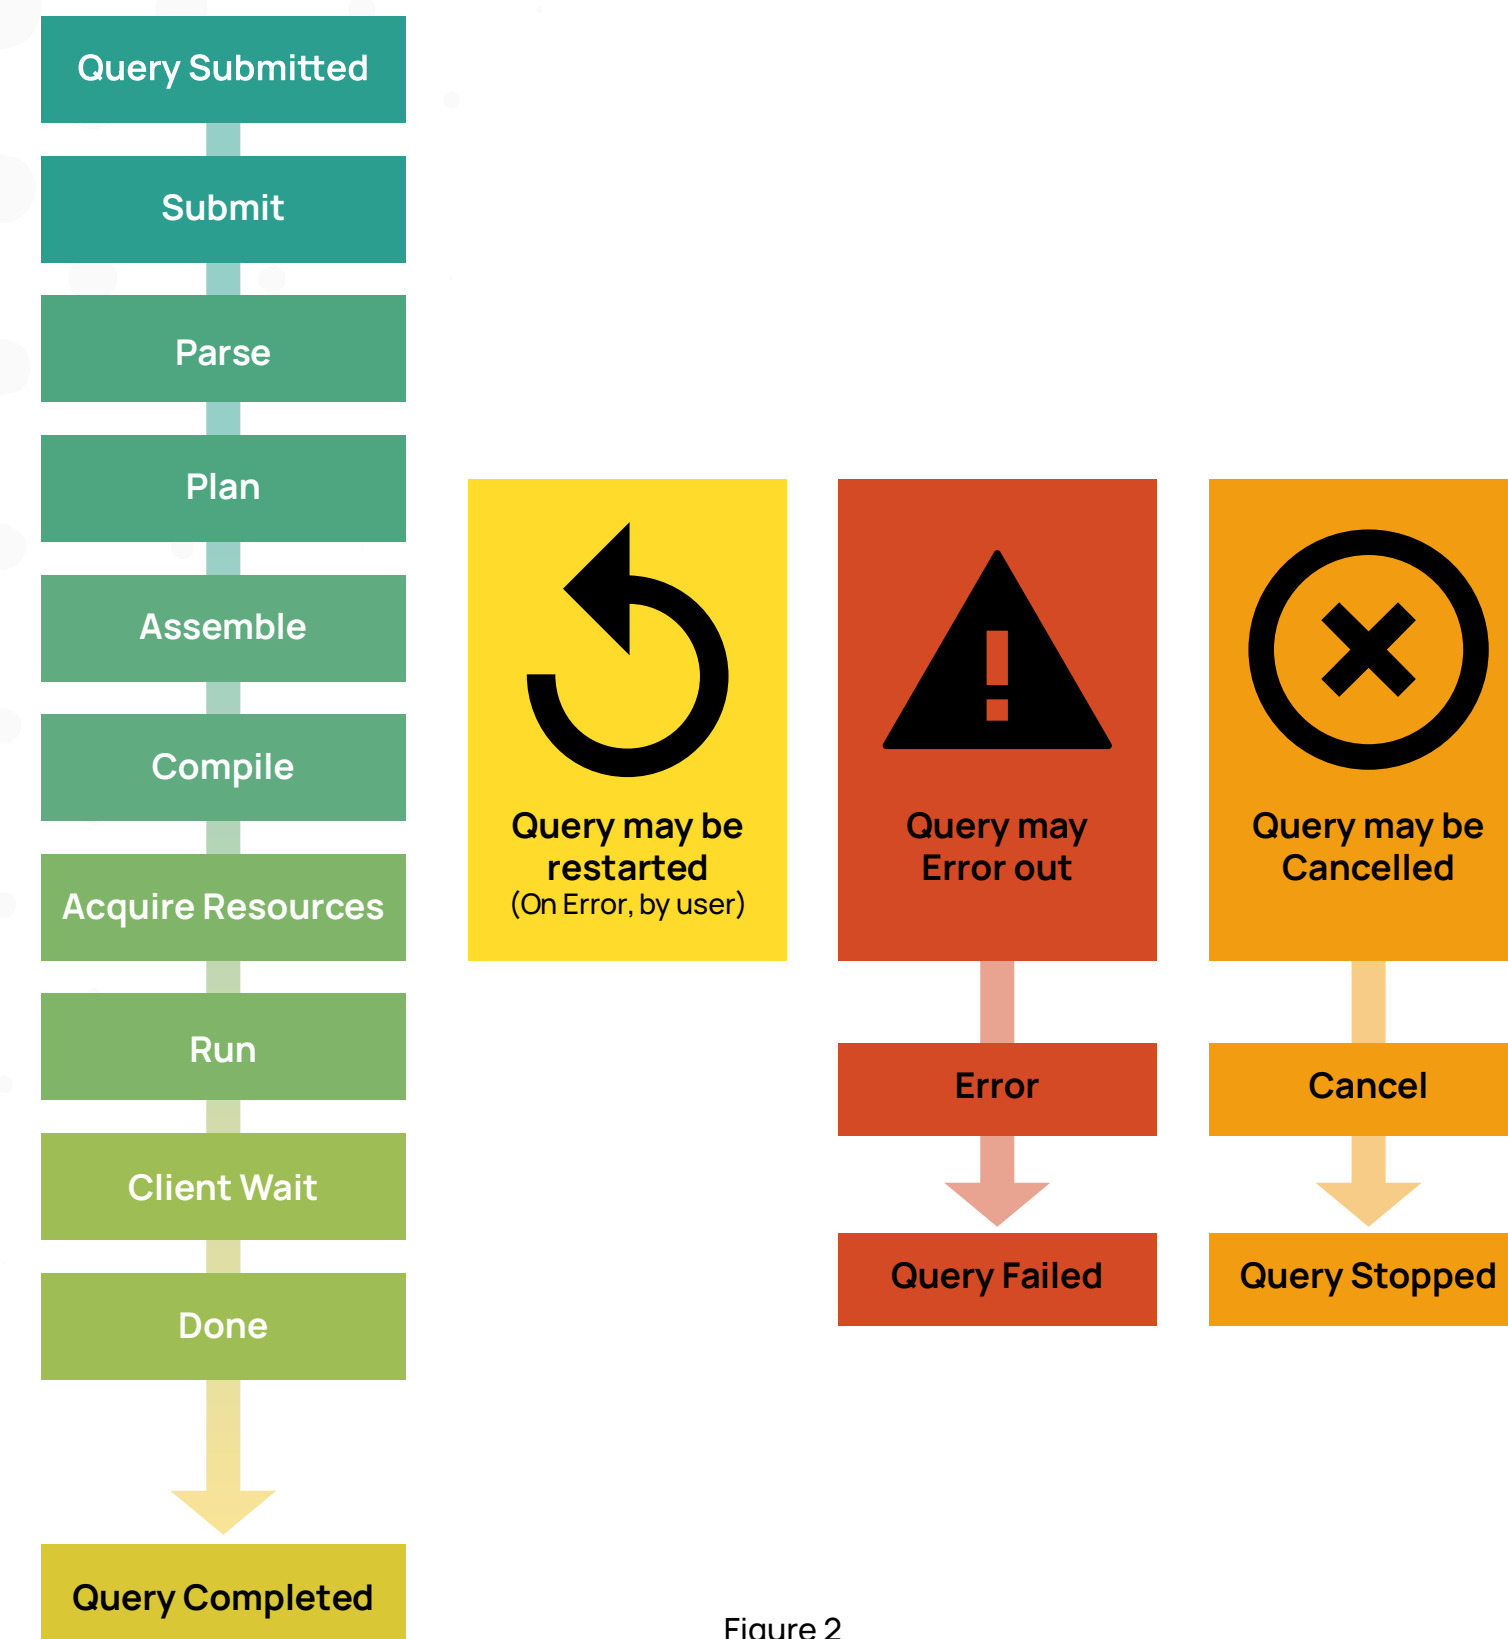 Query Submitted
Submit
Parse
Plan
Assemble
Compile
Acquire Resources
Run
Client Wait
Done
Query Completed
Query may be
restarted
(On Error, by user)
Query may
Error out
Error
Query Failed
Query may be
Cancelled
Cancel
Query Stopped
Figure 2